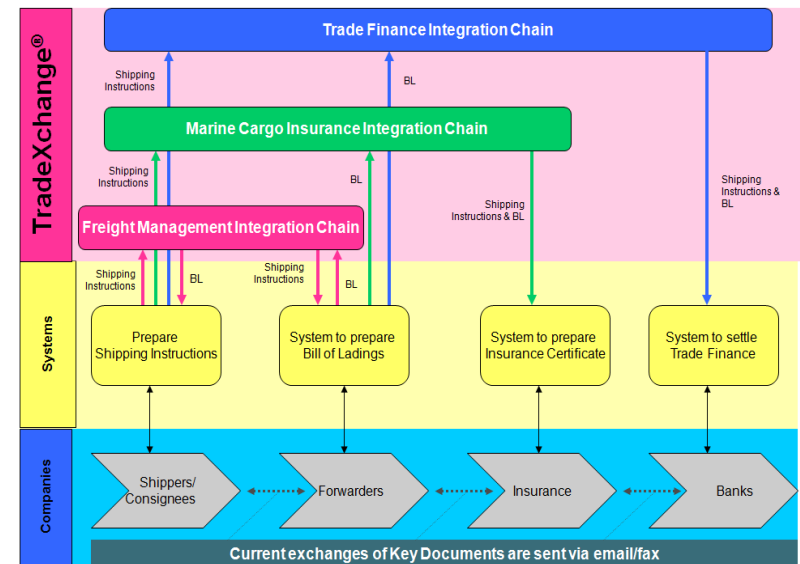 TradeXchange®
Trade Finance Integration Chain
Shipping
Instructions
BL
Marine Cargo Insurance Integration Chain
Shipping
Instructions
BL
Shipping
Instructions & BL
Shipping
Instructions &
BL
Freight Management Integration Chain
Shipping
Instructions
BL
Shipping
Instructions
BL
Systems
Prepare
Shipping Instructions
System to prepare
Bill of Ladings
System to prepare
Insurance Certificate
System to settle
Trade Finance
Companies
Shippers/
Consignees
Forwarders
Insurance
Banks
Current exchanges of Key Documents are sent via email/fax